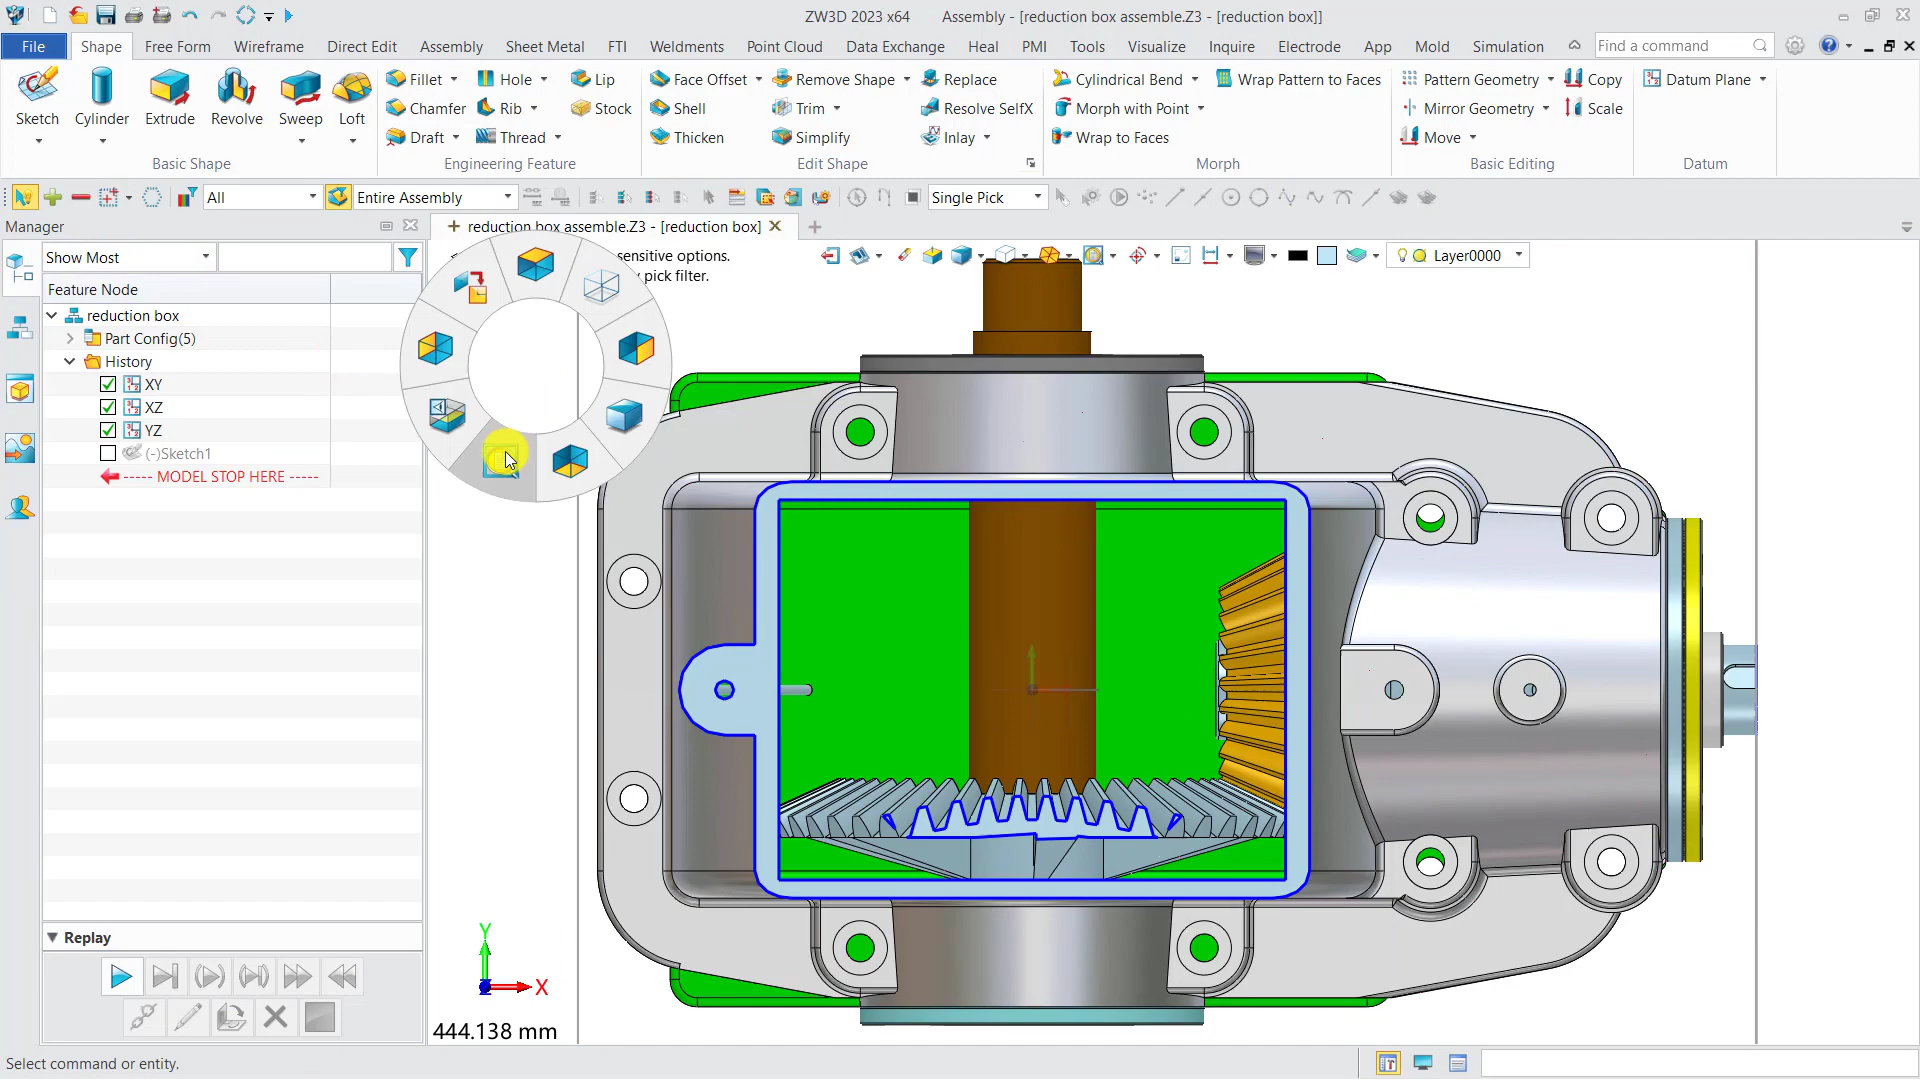 ZW3D 2023 x64 Assembly - [reduction box assemble.Z3 - [reduction box]]
File Shape Free Form Wireframe Direct Edit Assembly Sheet Metal FTI Weldments Point Cloud Data Exchange Heal PMI Tools Visualize Inquire Electrode App Mold Simulation Find a command
Fillet Hole Lip Face Offset Remove Shape Replace Cylindrical Bend Wrap Pattern to Faces Pattern Geometry Copy Datum Plane
Sketch Cylinder Extrude Revolve Sweep Loft Chamfer Rib Stock Shell Trim Resolve SelfX Morph with Point Mirror Geometry Scale
Draft Thread Thicken Simplify Inlay Wrap to Faces Move
Basic Shape Engineering Feature Edit Shape Morph Basic Editing Datum
All Entire Assembly Single Pick
Manager reduction box assemble.Z3 - [reduction box]
Show Most sensitive options. Layer0000
pick filter.
Feature Node
reduction box
Part Config(5)
History
XY
XZ
YZ
(-)Sketch1
----- MODEL STOP HERE -----
Replay
Y
X
444.138 mm
Select command or entity.